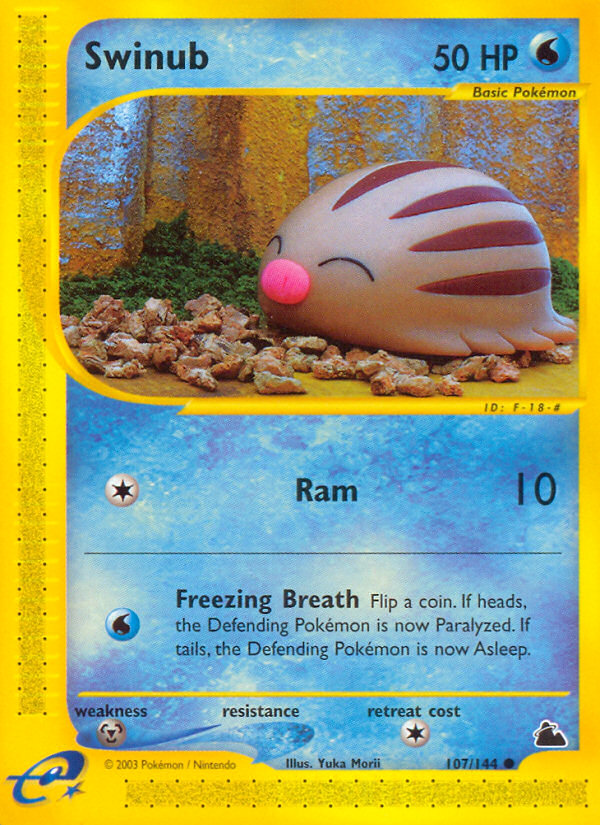 Swinub 50 HP
Basic Pokémon
ID: F-18-#
Ram 10
Freezing Breath Flip a coin. If heads,
the Defending Pokémon is now Paralyzed. If
tails, the Defending Pokémon is now Asleep.
weakness resistance retreat cost
© 2003 Pokémon / Nintendo Illus. Yuka Morii 107/144
e